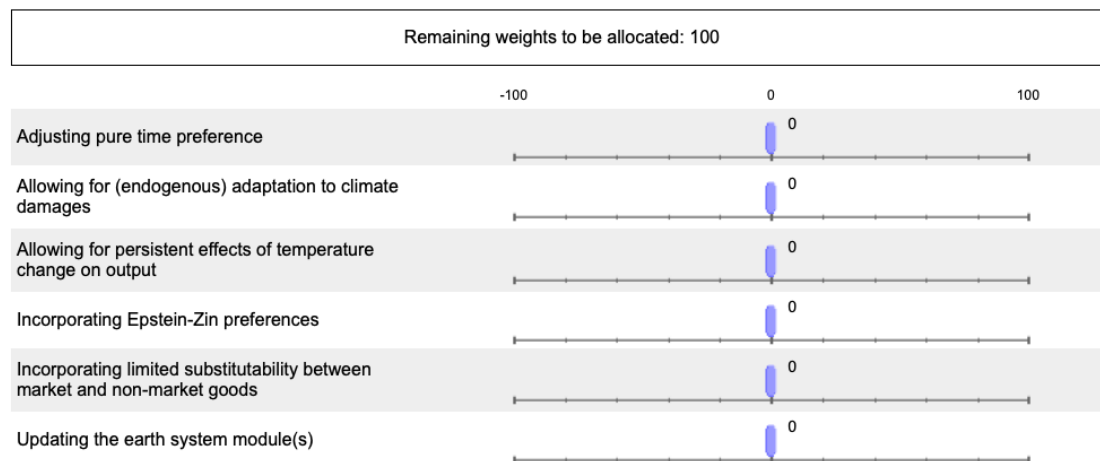 Remaining weights to be allocated: 100
-100 0 100
Adjusting pure time preference 0
Allowing for (endogenous) adaptation to climate
damages
0
Allowing for persistent effects of temperature
change on output
0
Incorporating Epstein-Zin preferences 0
Incorporating limited substitutability between
market and non-market goods
0
Updating the earth system module(s) 0